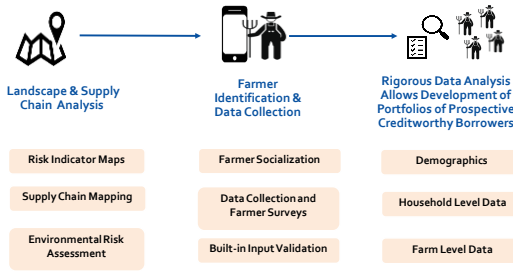 Landscape & Supply
Chain Analysis
Farmer
Identification &
Data Collection
Rigorous Data Analysis
Allows Development of
Portfolios of Prospective
Creditworthy Borrowers
Risk Indicator Maps
Supply Chain Mapping
Environmental Risk
Assessment
Farmer Socialization
Data Collection and
Farmer Surveys
Built-in Input Validation
Demographics
Household Level Data
Farm Level Data